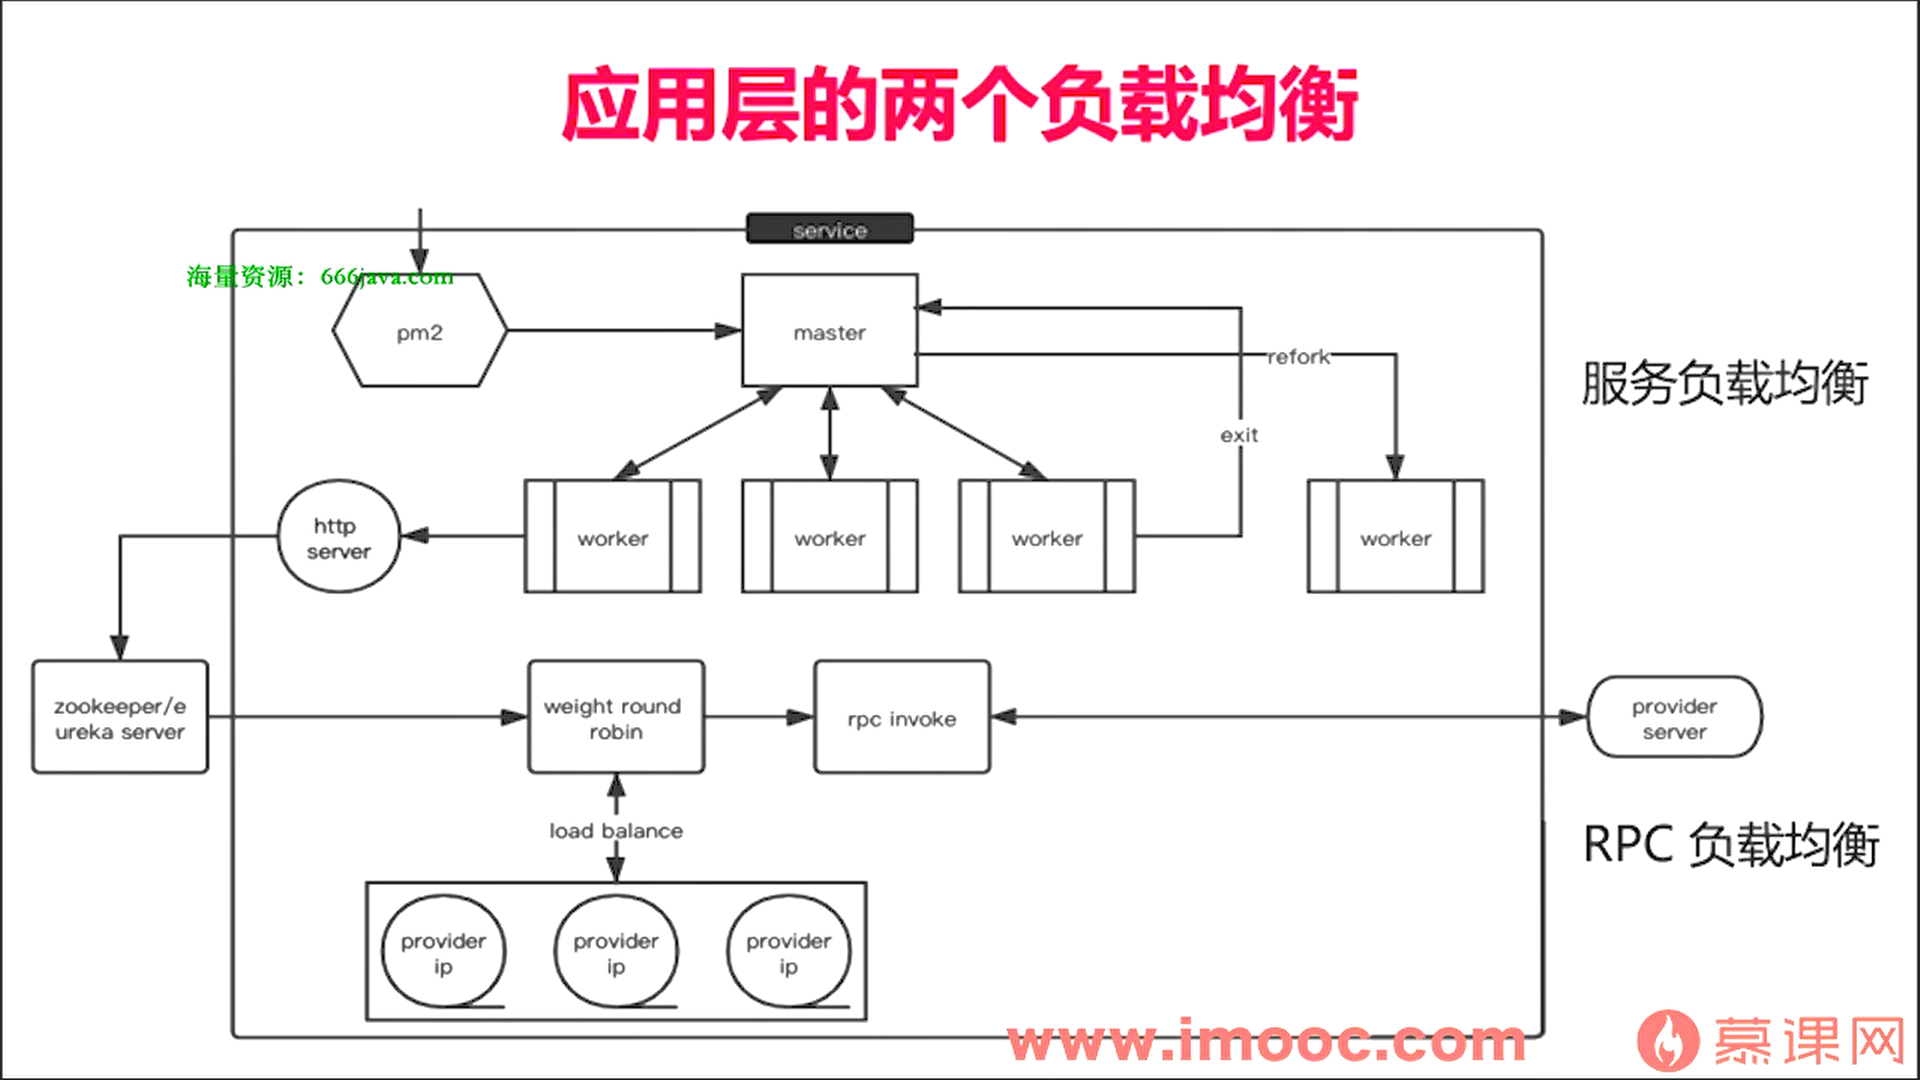 应用层的两个负载均衡
service
海量资源：666java.com
pm2
master
refork
服务负载均衡
exit
http
server
worker
worker
worker
worker
zookeeper/e
ureka server
weight round
robin
rpc invoke
provider
server
load balance
RPC 负载均衡
provider
ip
provider
ip
provider
ip
www.imooc.com
慕课网